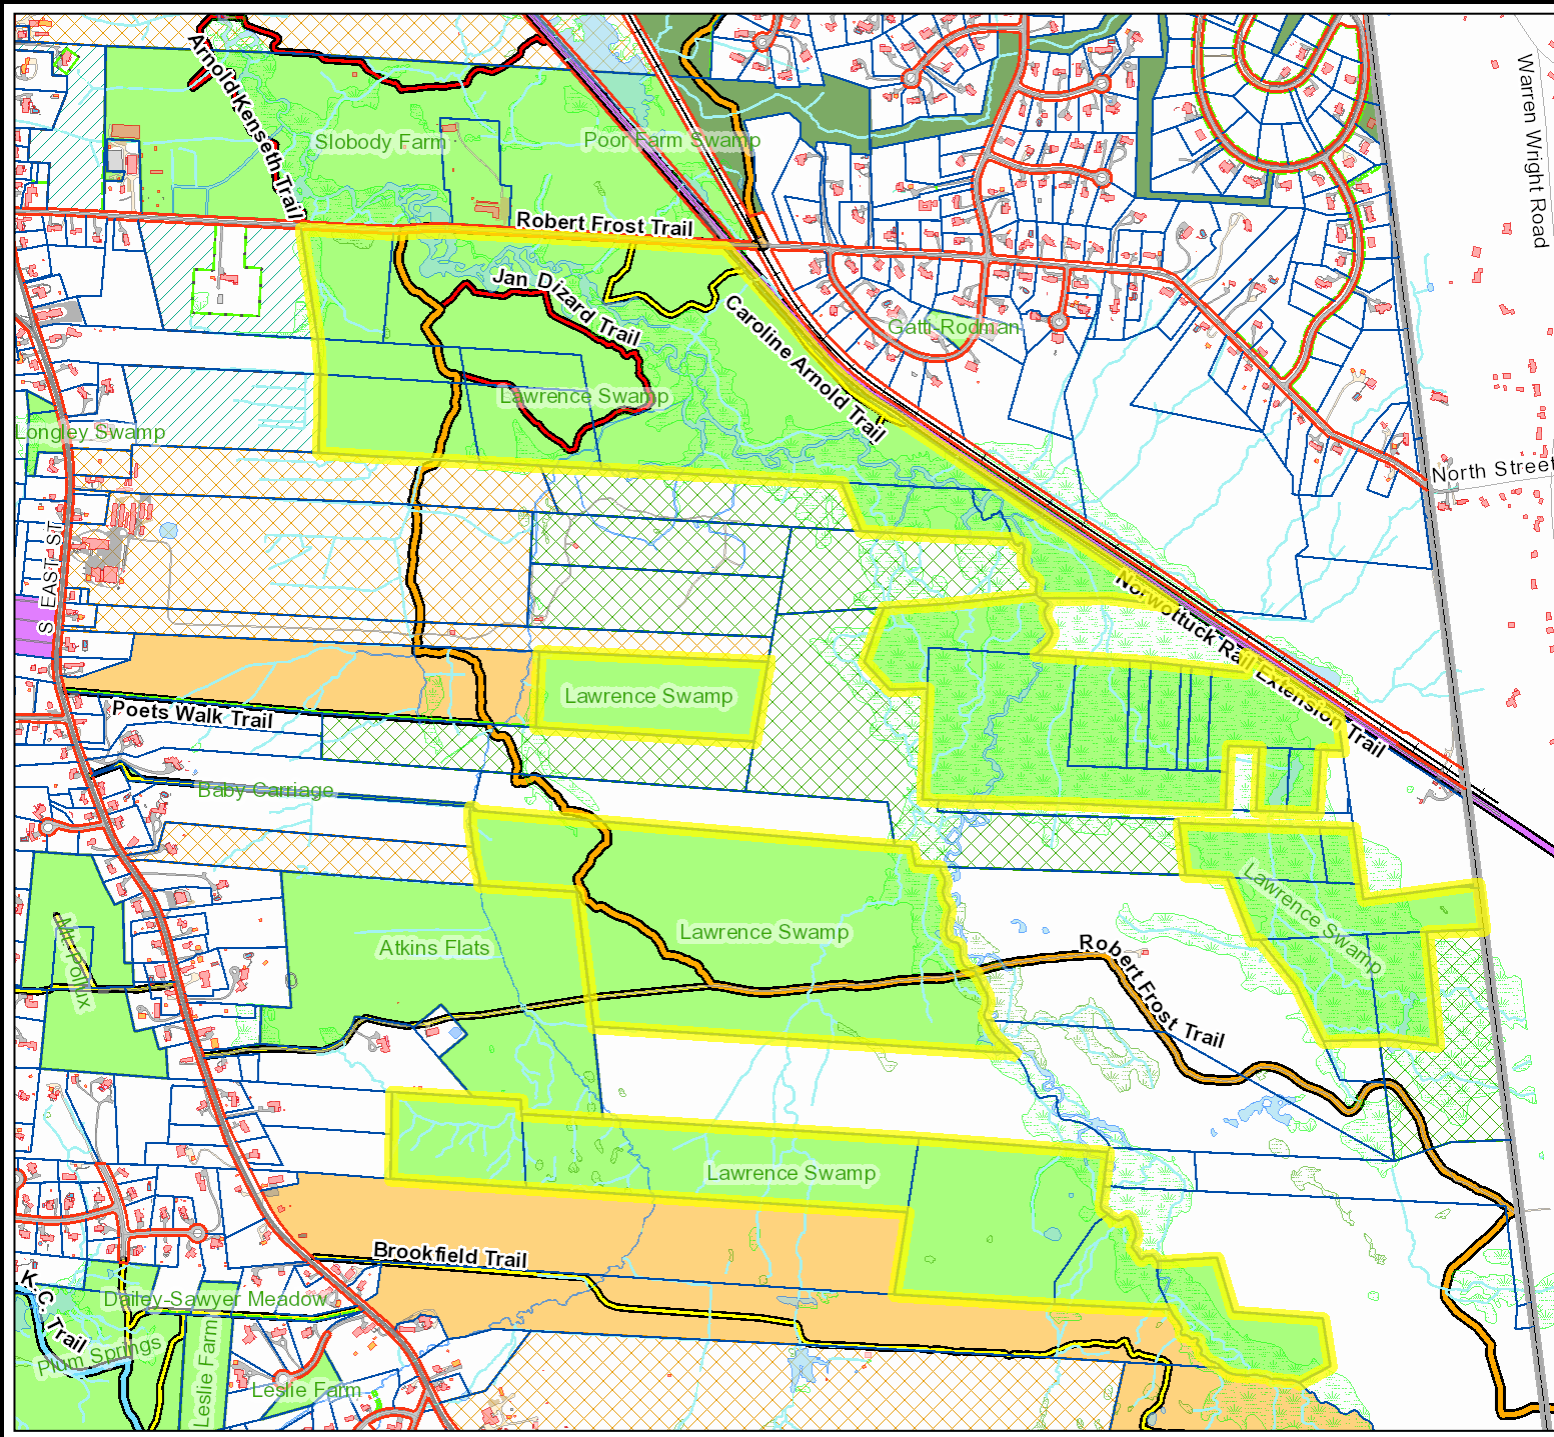 Arnold Kenseth Trail
Slobody Farm
Poor Farm Swamp
Warren Wright Road
Robert Frost Trail
Jan Dizard Trail
Caroline Arnold Trail
Gatti-Rodman
Lawrence Swamp
Longley Swamp
North Street
S EAST ST
Norwottuck Rail Extension Trail
Lawrence Swamp
Poets Walk Trail
Baby Carriage
Lawrence Swamp
Mt. Pollux
Atkins Flats
Lawrence Swamp
Robert Frost Trail
Lawrence Swamp
Brookfield Trail
K.C. Trail
Dailey-Sawyer Meadow
Plum Springs
Leslie Farm
Leslie Farm